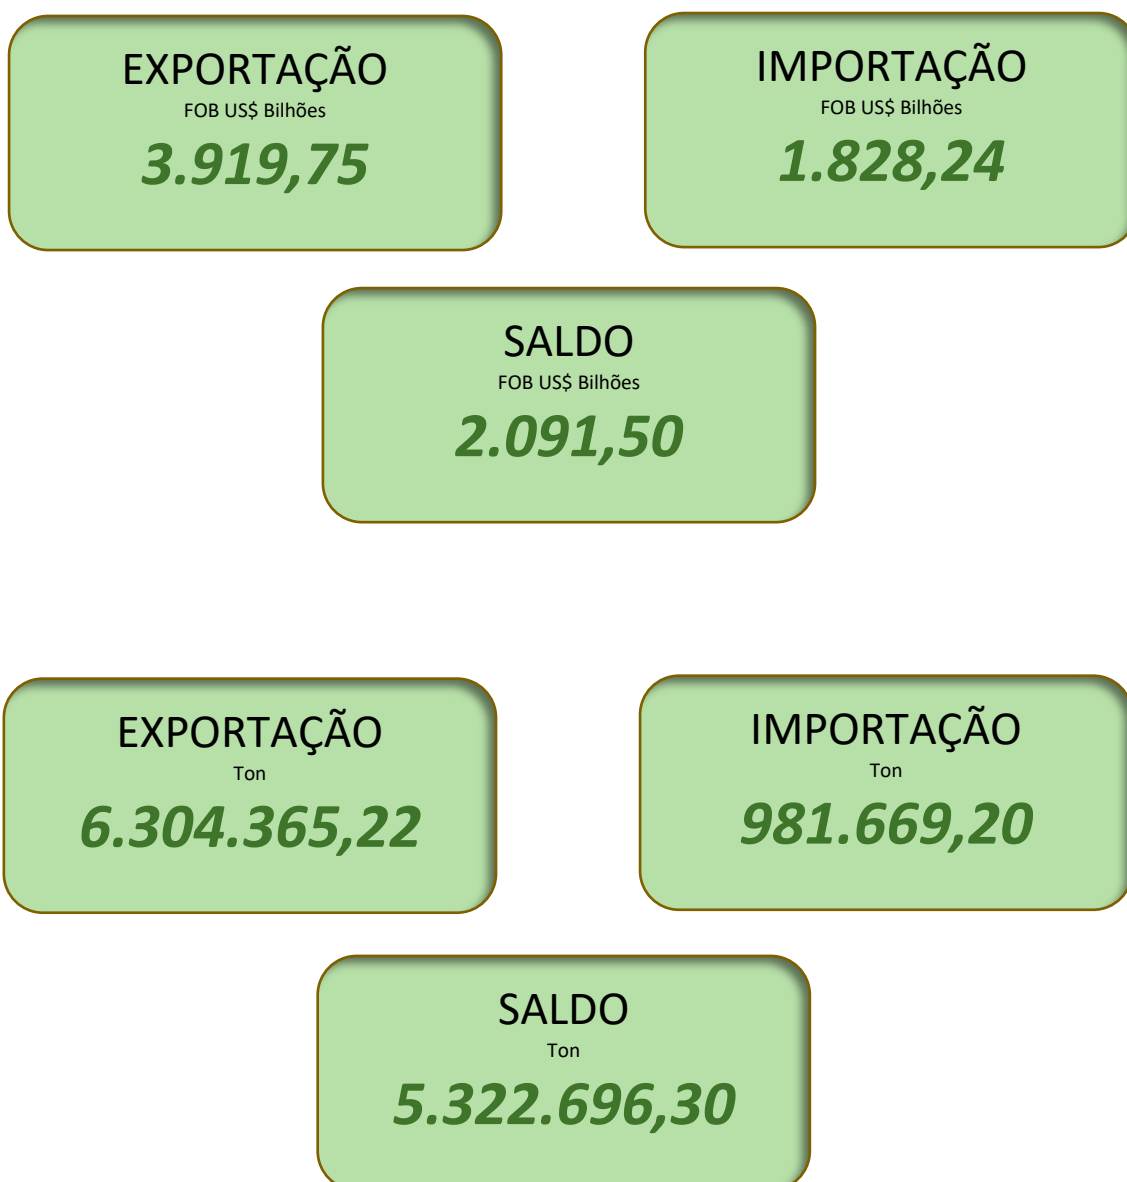 EXPORTAÇÃO
FOB US$ Bilhões
3.919,75
IMPORTAÇÃO
FOB US$ Bilhões
1.828,24
SALDO
FOB US$ Bilhões
2.091,50
EXPORTAÇÃO
Ton
6.304.365,22
IMPORTAÇÃO
Ton
981.669,20
SALDO
Ton
5.322.696,30